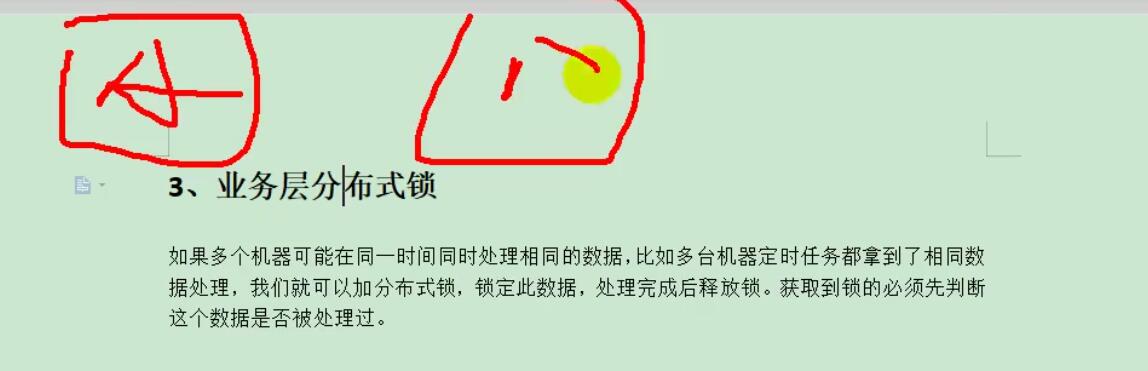 3、业务层分布式锁
如果多个机器可能在同一时间同时处理相同的数据，比如多台机器定时任务都拿到了相同数
据处理，我们就可以加分布式锁，锁定此数据，处理完成后释放锁。获取到锁的必须先判断
这个数据是否被处理过。